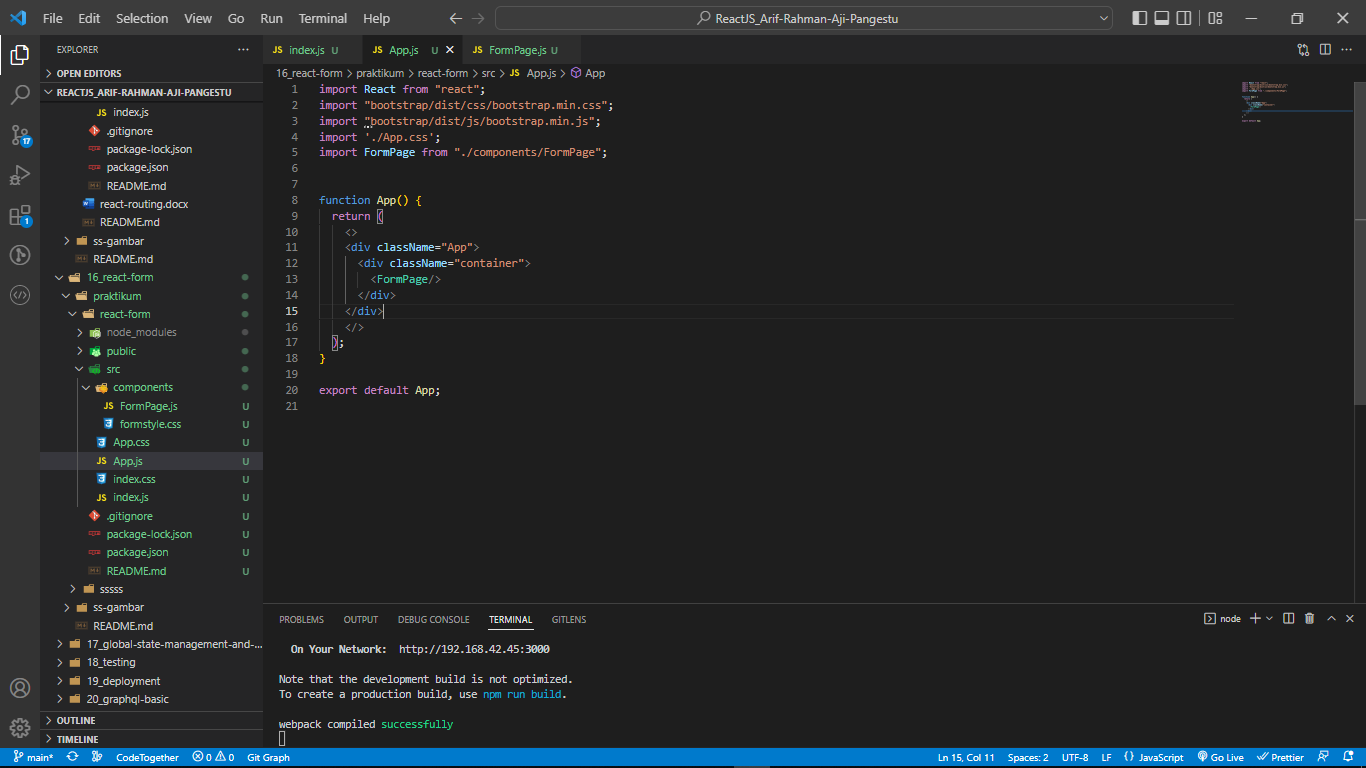 File Edit Selection View Go Run Terminal Help
ReactJS_Arif-Rahman-Aji-Pangestu
EXPLORER
OPEN EDITORS
REACTJS_ARIF-RAHMAN-AJI-PANGESTU
JS index.js
.gitignore
package-lock.json
package.json
README.md
react-routing.docx
README.md
ss-gambar
README.md
16_react-form
praktikum
react-form
node_modules
public
src
components
JS FormPage.js U
formstyle.css U
App.css U
JS App.js U
index.css U
JS index.js U
.gitignore U
package-lock.json U
package.json U
README.md U
sssss
ss-gambar
README.md
17_global-state-management-and-...
18_testing
19_deployment
20_graphql-basic
OUTLINE
TIMELINE
17
1
JS index.js U
JS App.js U
JS FormPage.js U
16_react-form > praktikum > react-form > src > JS App.js > App
1 import React from "react";
2 import "bootstrap/dist/css/bootstrap.min.css";
3 import "bootstrap/dist/js/bootstrap.min.js";
4 import './App.css';
5 import FormPage from "./components/FormPage";
6
7
8 function App() {
9 return (
10 <>
11 <div className="App">
12 <div className="container">
13 <FormPage/>
14 </div>
15 </div>
16 </>
17 );
18 }
19
20 export default App;
21
PROBLEMS OUTPUT DEBUG CONSOLE TERMINAL GITLENS
node
On Your Network: http://192.168.42.45:3000
Note that the development build is not optimized.
To create a production build, use npm run build.
webpack compiled successfully
main* CodeTogether 0 0 Git Graph
Ln 15, Col 11 Spaces: 2 UTF-8 LF {} JavaScript Go Live Prettier